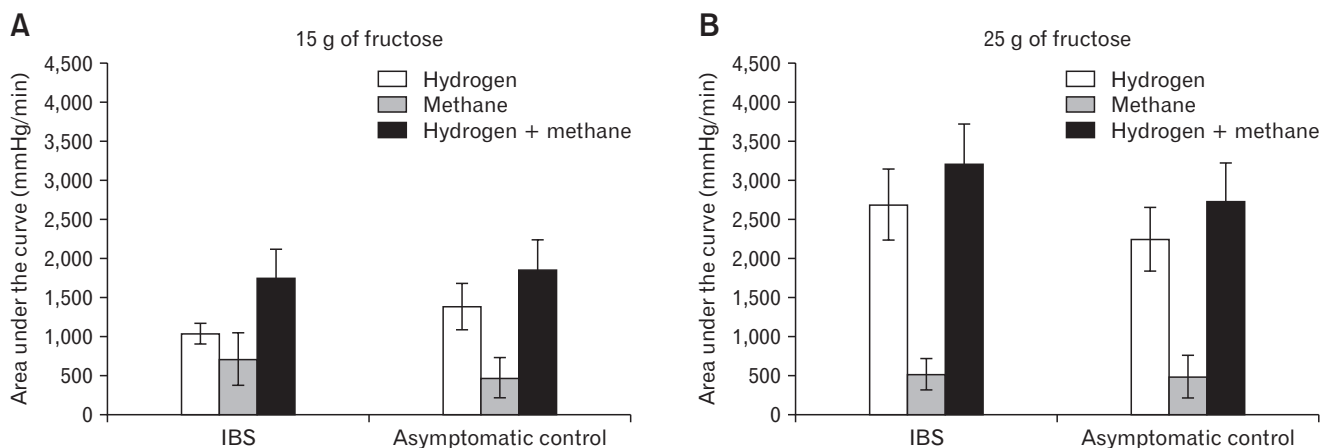 A
15 g of fructose
Area under the curve (mmHg/min)
4,500
4,000
3,500
3,000
2,500
2,000
1,500
1,000
500
0
Hydrogen
Methane
Hydrogen + methane
IBS
Asymptomatic control
B
25 g of fructose
Area under the curve (mmHg/min)
4,500
4,000
3,500
3,000
2,500
2,000
1,500
1,000
500
0
Hydrogen
Methane
Hydrogen + methane
IBS
Asymptomatic control